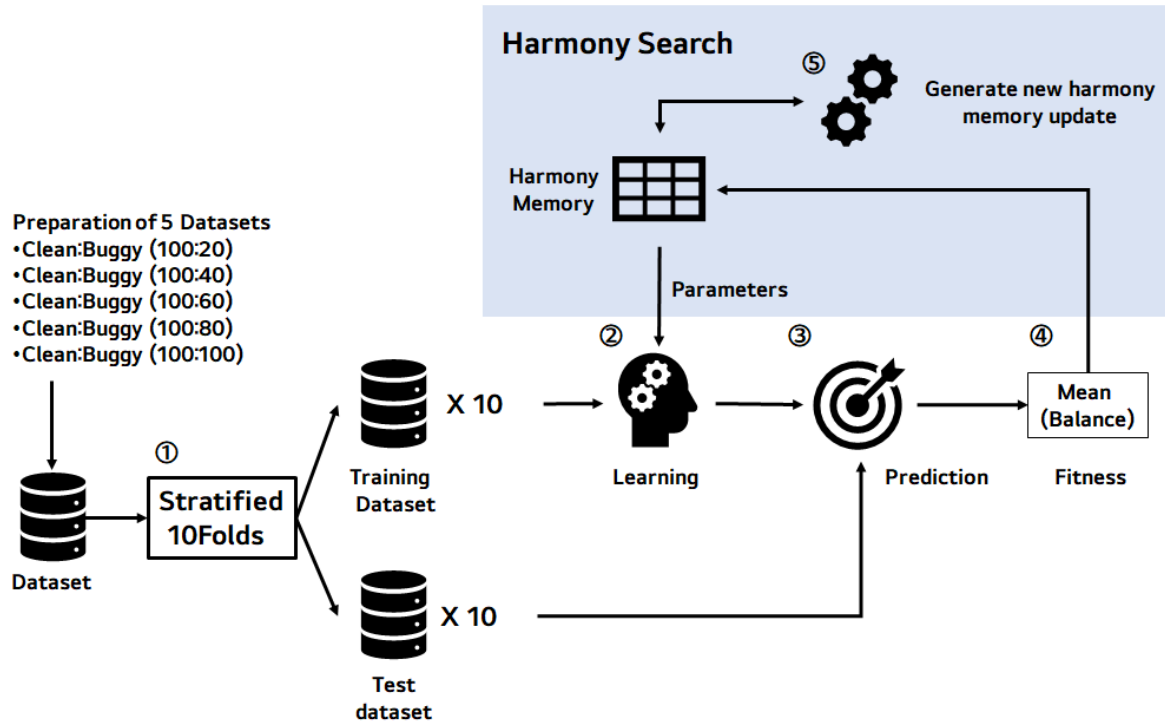 Harmony Search
⑤
Generate new harmony
memory update
Harmony
Memory
Preparation of 5 Datasets
•Clean:Buggy (100:20)
•Clean:Buggy (100:40)
•Clean:Buggy (100:60)
•Clean:Buggy (100:80)
•Clean:Buggy (100:100)
Parameters
②
③
④
X 10
Mean
(Balance)
①
Training
Dataset
Learning
Prediction
Fitness
Stratified
10Folds
Dataset
X 10
Test
dataset